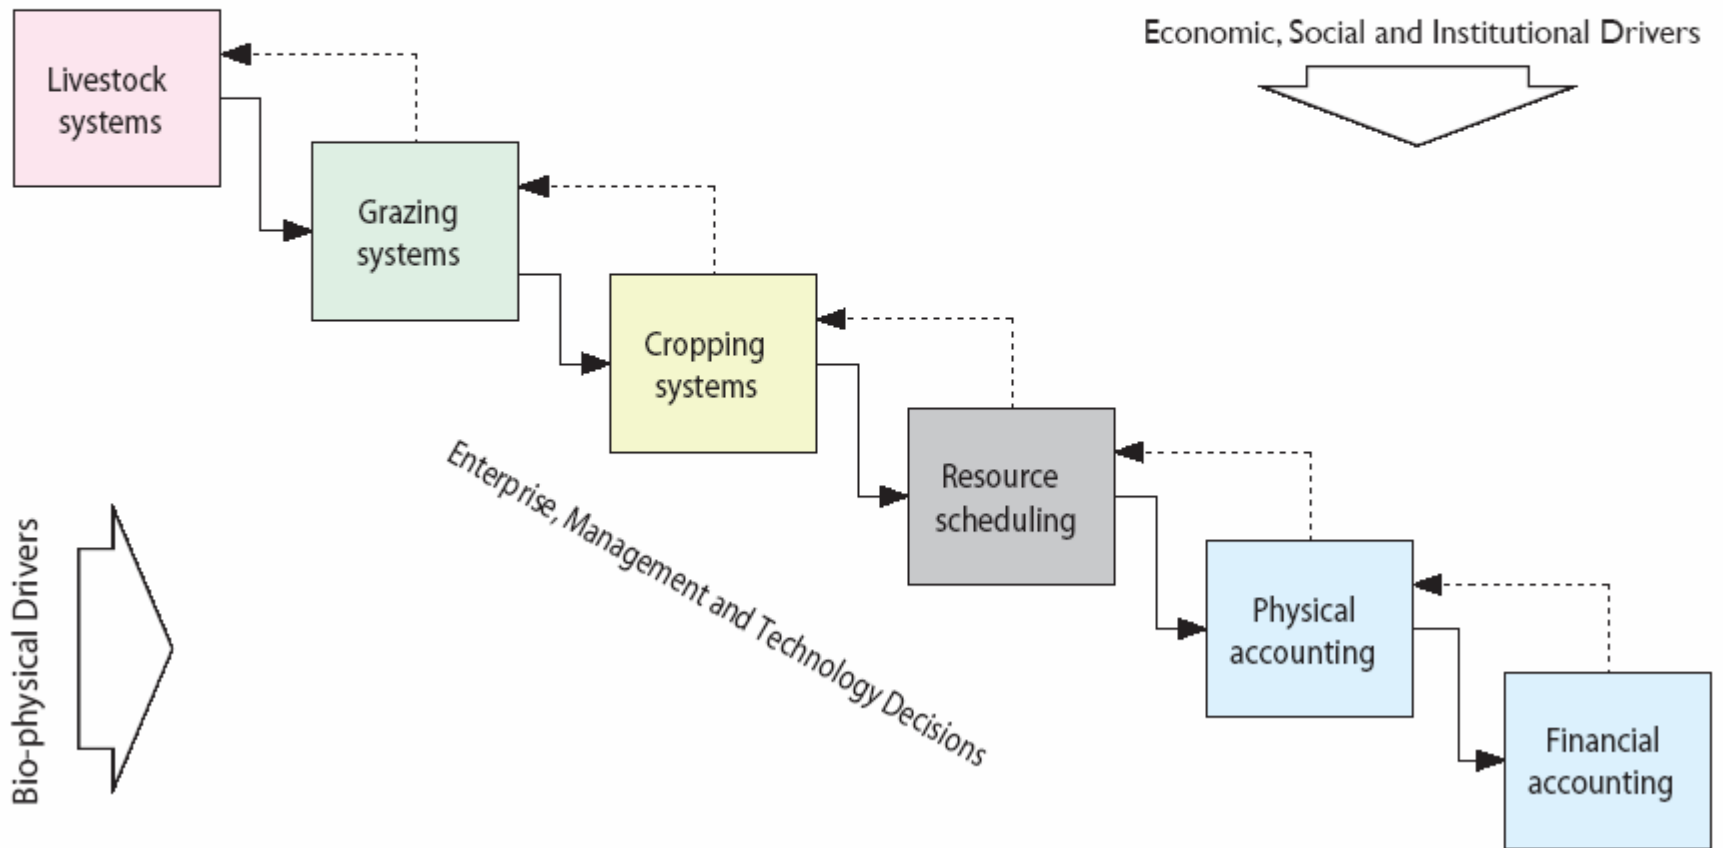 Economic, Social and Institutional Drivers
Livestock
systems
Grazing
systems
Cropping
systems
Resource
scheduling
Enterprise, Management and Technology Decisions
Bio-physical Drivers
Physical
accounting
Financial
accounting